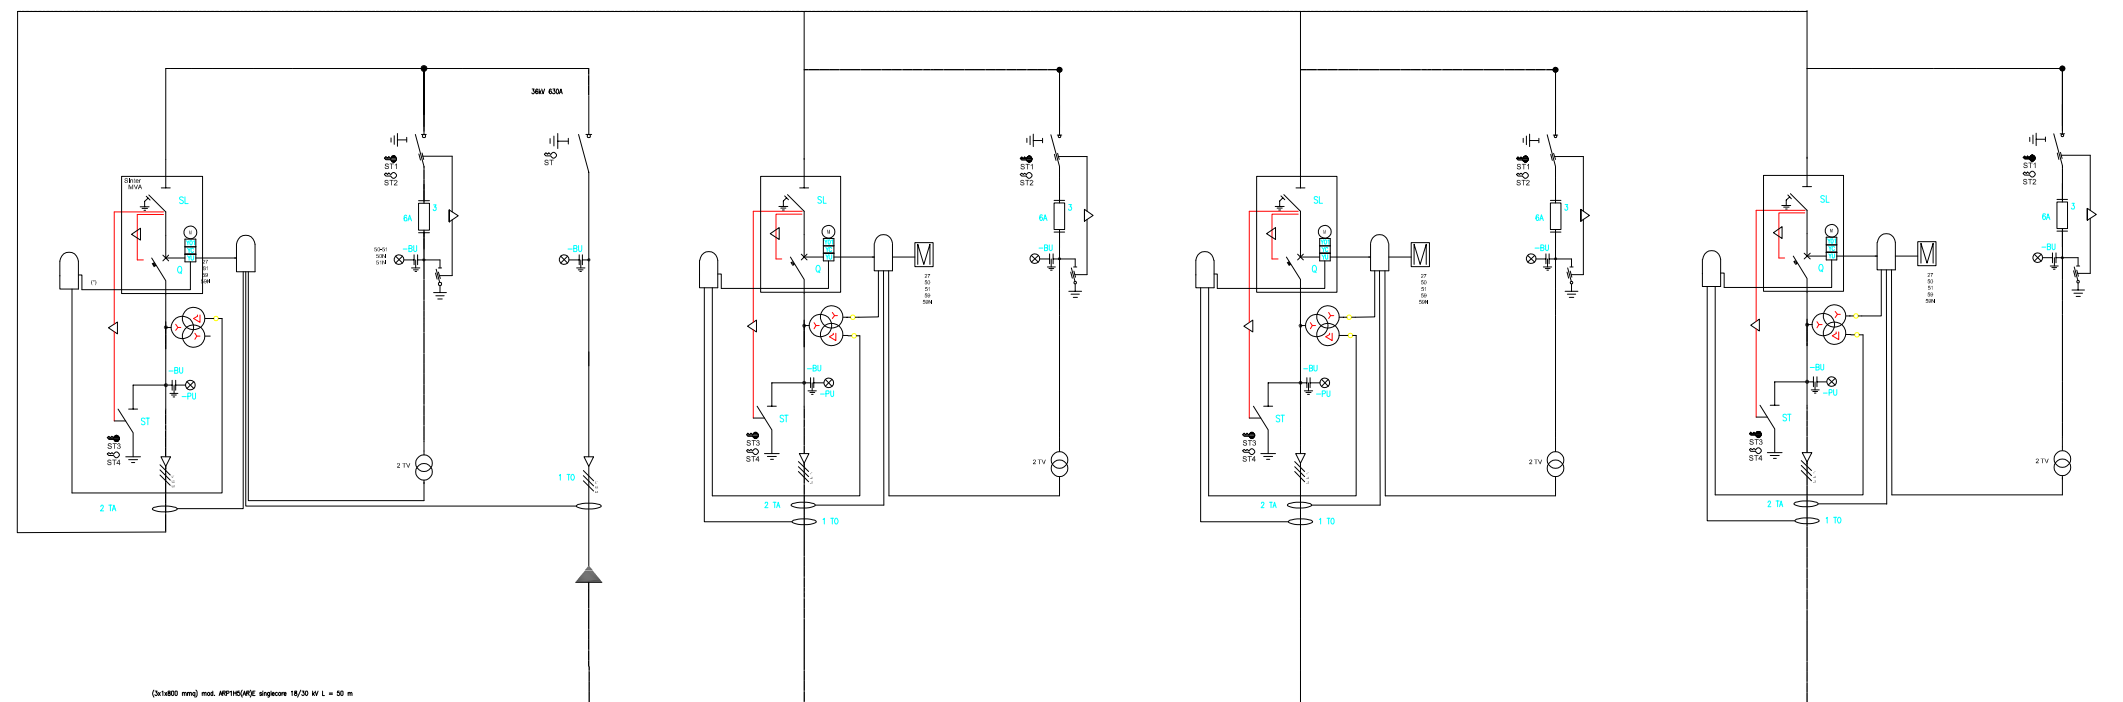 36kV 630A
SInter
MVA
SL
M
Q
27
81
59
59N
(*)
-BU
-PU
ST
ST3
ST4
2 TA
ST1
ST2
3
6A
-BU
50-51
50N
51N
2 TV
ST
-BU
1 TO
(3x1x800 mmq) mod. ARP1H5(AR)E singlecore 18/30 kV L = 50 m
SL
M
Q
M
27
50
51
59
59N
-BU
-PU
ST
ST3
ST4
2 TA
1 TO
ST1
ST2
3
6A
-BU
2 TV
SL
M
Q
M
27
50
51
59
59N
-BU
-PU
ST
ST3
ST4
2 TA
1 TO
ST1
ST2
3
6A
-BU
2 TV
SL
M
Q
M
27
50
51
59
59N
-BU
-PU
ST
ST3
ST4
2 TA
1 TO
ST1
ST2
3
6A
-BU
2 TV